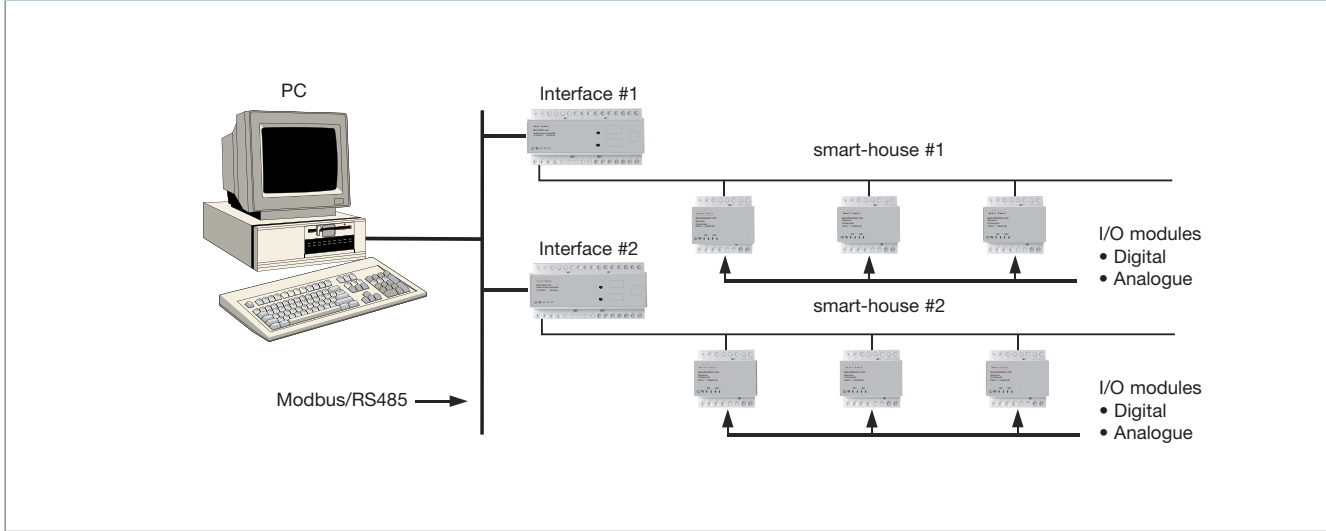 PC
Interface #1
smart-house #1
I/O modules
• Digital
• Analogue
Interface #2
smart-house #2
Modbus/RS485
I/O modules
• Digital
• Analogue